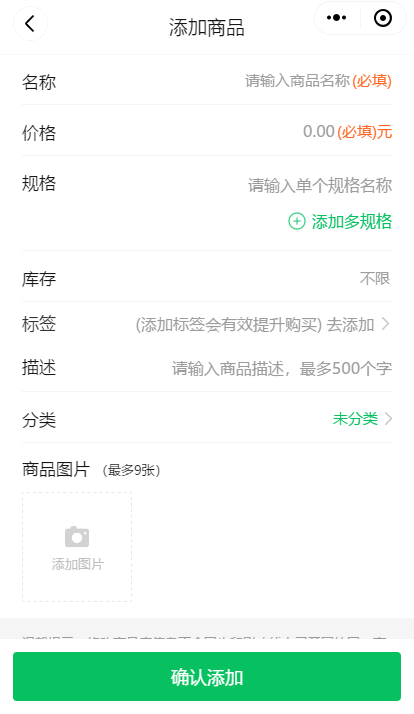 添加商品
名称 请输入商品名称(必填)
价格 0.00(必填)元
规格 请输入单个规格名称
添加多规格
库存 不限
标签 (添加标签会有效提升购买) 去添加
描述 请输入商品描述，最多500个字
分类 未分类
商品图片 (最多9张)
添加图片
确认添加